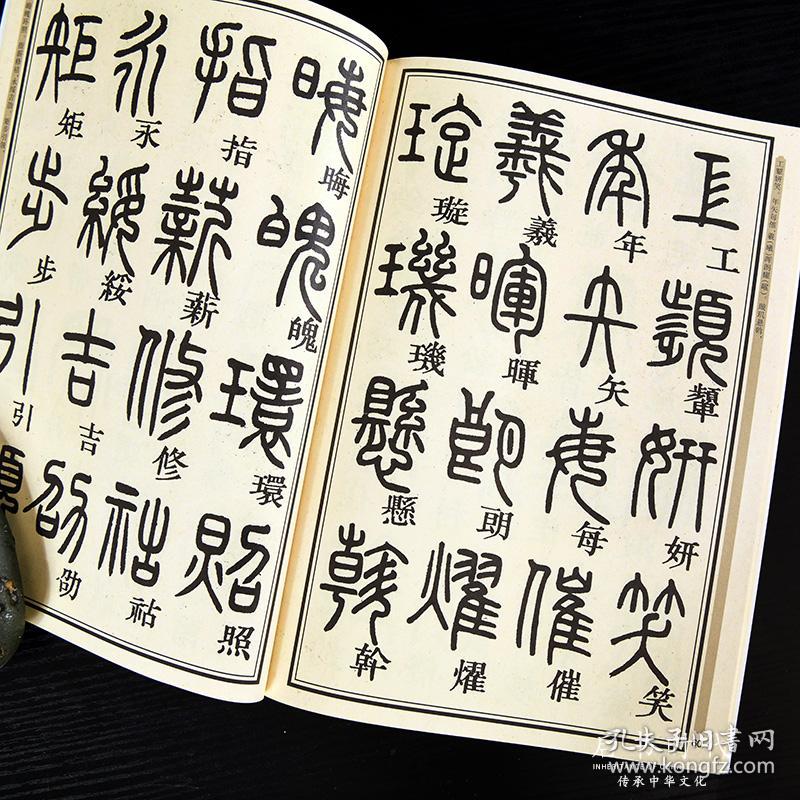 工顰妍笑
年矢每催
羲暉朗燿
璇璣懸幹
晦魄環照
指薪修祜
永綏吉劭
矩步引
孔夫子旧书网
www.kongfz.com
传承中华文化